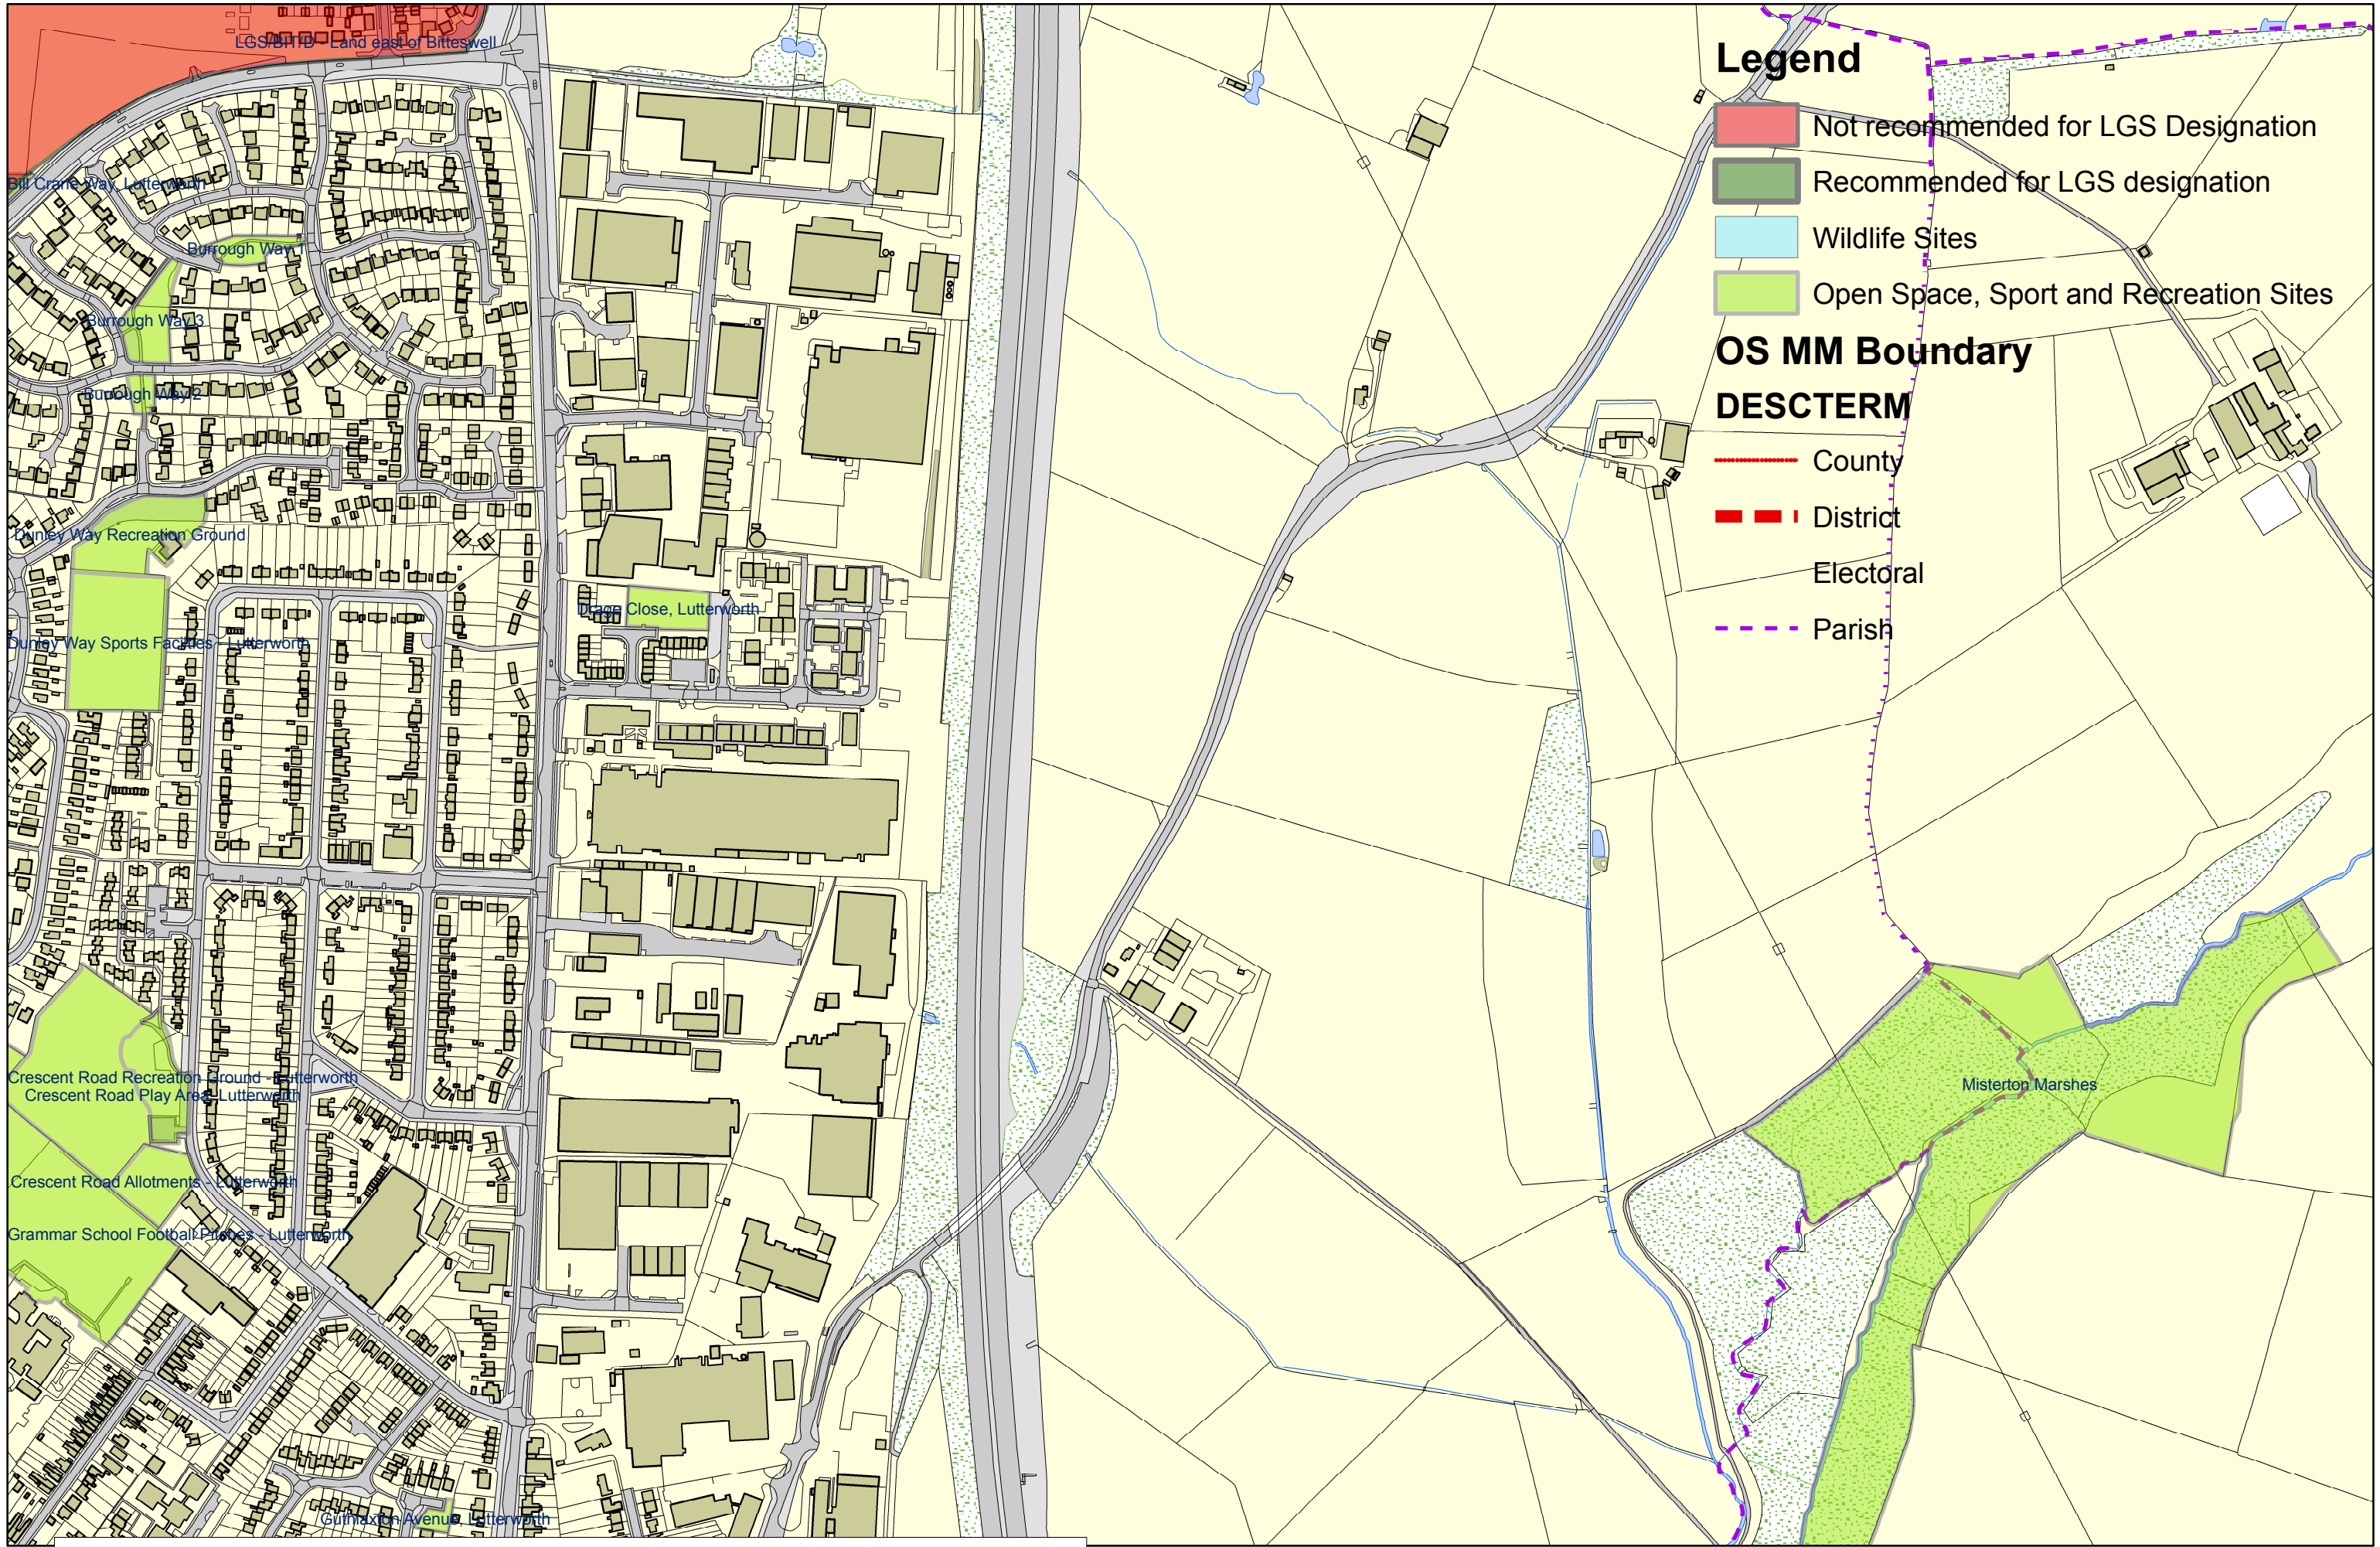 LGS/BIT/D - Land east of Bitteswell
Legend
Not recommended for LGS Designation
Recommended for LGS designation
Wildlife Sites
Open Space, Sport and Recreation Sites
OS MM Boundary
DESCTERM
County
District
Electoral
Parish
Bill Crane Way, Lutterworth
Burrough Way 1
Burrough Way 3
Burrough Way 2
Dunley Way Recreation Ground
Drage Close, Lutterworth
Dunley Way Sports Facilities - Lutterworth
Crescent Road Recreation Ground - Lutterworth
Crescent Road Play Area, Lutterworth
Misterton Marshes
Crescent Road Allotments - Lutterworth
Grammar School Football Pitches - Lutterworth
Guthlaxton Avenue, Lutterworth